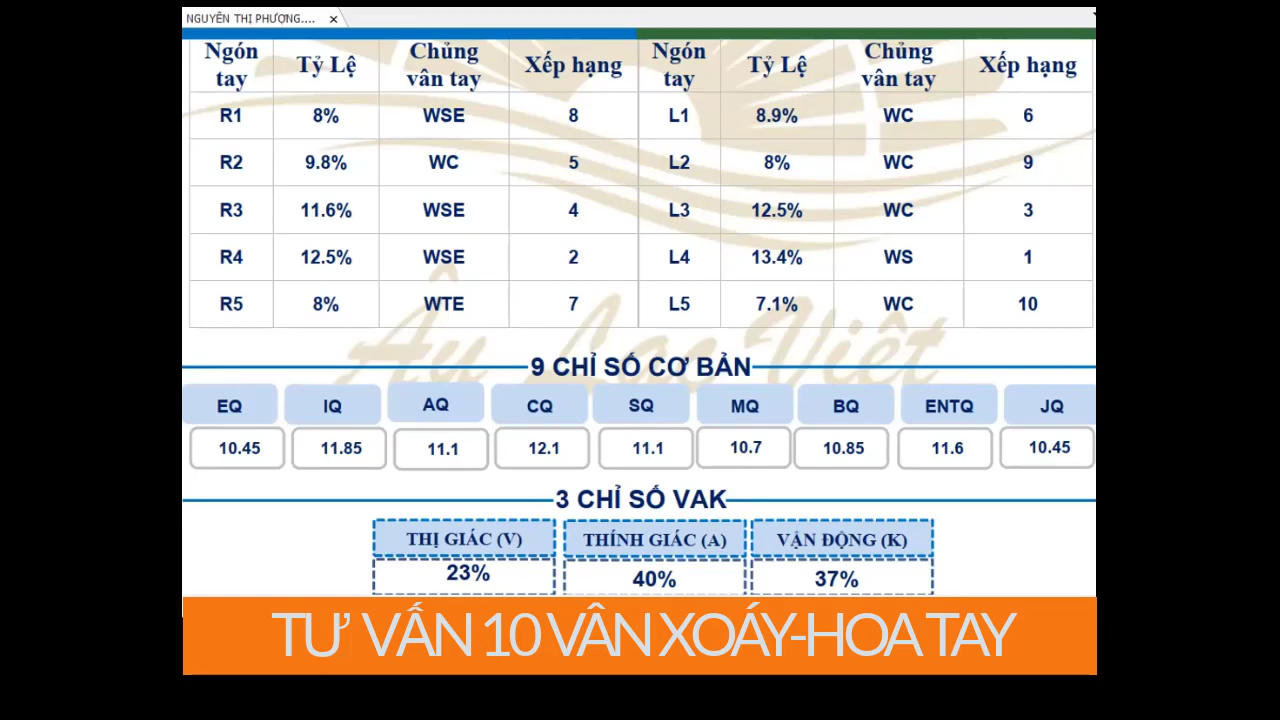 NGUYÊN THỊ PHƯỢNG.... ×
Ngón tay Tỷ Lệ Chủng vân tay Xếp hạng Ngón tay Tỷ Lệ Chủng vân tay Xếp hạng
R1 8% WSE 8 L1 8.9% WC 6
R2 9.8% WC 5 L2 8% WC 9
R3 11.6% WSE 4 L3 12.5% WC 3
R4 12.5% WSE 2 L4 13.4% WS 1
R5 8% WTE 7 L5 7.1% WC 10
Âu Lạc Việt
9 CHỈ SỐ CƠ BẢN
EQ IQ AQ CQ SQ MQ BQ ENTQ JQ
10.45 11.85 11.1 12.1 11.1 10.7 10.85 11.6 10.45
3 CHỈ SỐ VAK
THỊ GIÁC (V) THÍNH GIÁC (A) VẬN ĐỘNG (K)
23% 40% 37%
TƯ VẤN 10 VÂN XOÁY-HOA TAY